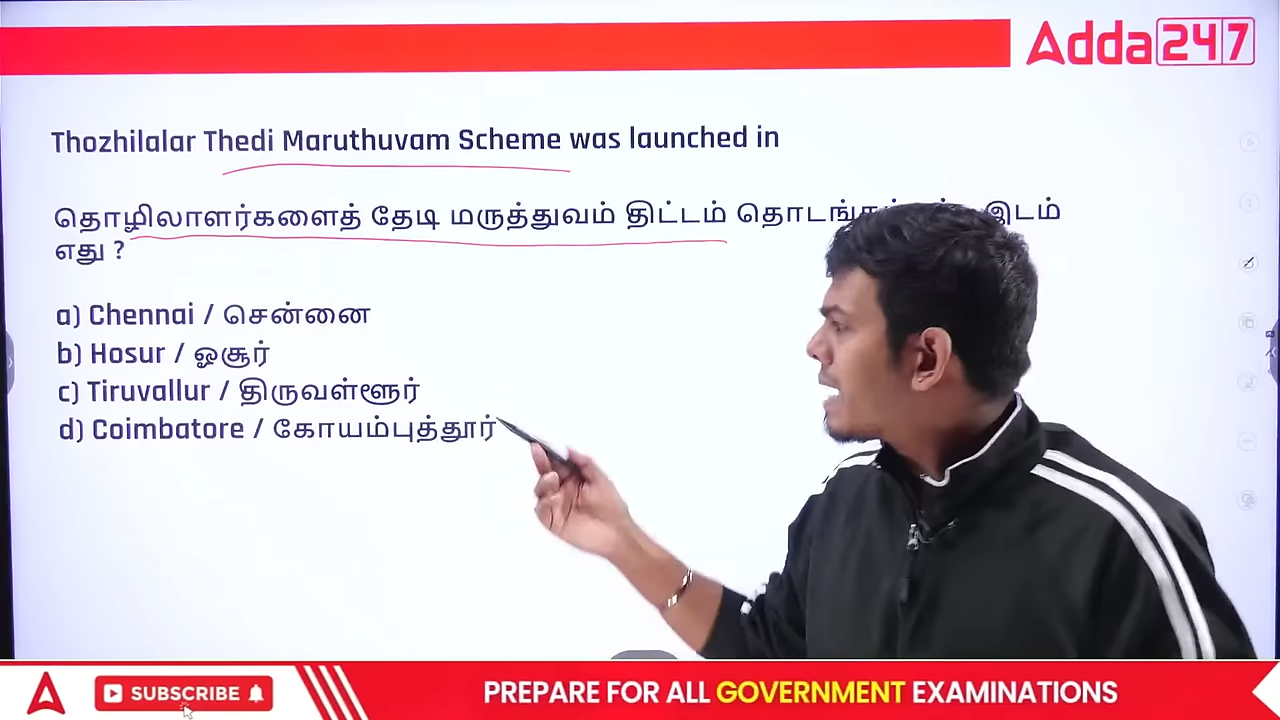 Adda247
Thozhilalar Thedi Maruthuvam Scheme was launched in
தொழிலாளர்களைத் தேடி மருத்துவம் திட்டம் இடம்
எது ?
a) Chennai / சென்னை
b) Hosur / ஓசூர்
c) Tiruvallur / திருவள்ளூர்
d) Coimbatore / கோயம்புத்தூர்
SUBSCRIBE
PREPARE FOR ALL GOVERNMENT EXAMINATIONS